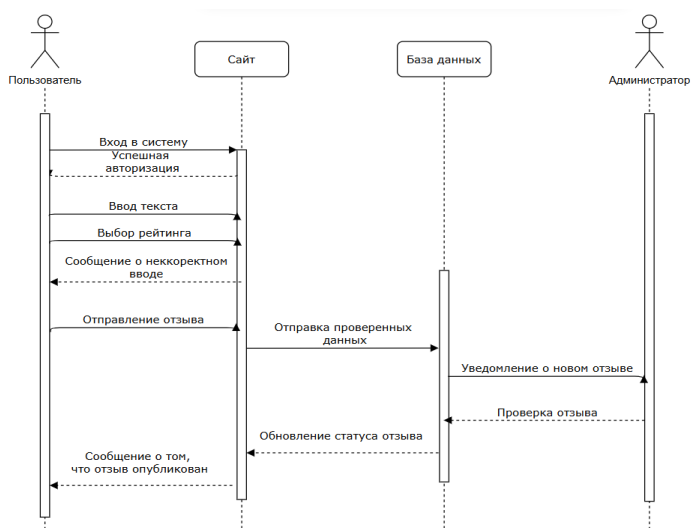 Пользователь
Сайт
База данных
Администратор
Вход в систему
Успешная
авторизация
Ввод текста
Выбор рейтинга
Сообщение о неккоректном
вводе
Отправление отзыва
Отправка проверенных
данных
Уведомление о новом отзыве
Проверка отзыва
Обновление статуса отзыва
Сообщение о том,
что отзыв опубликован